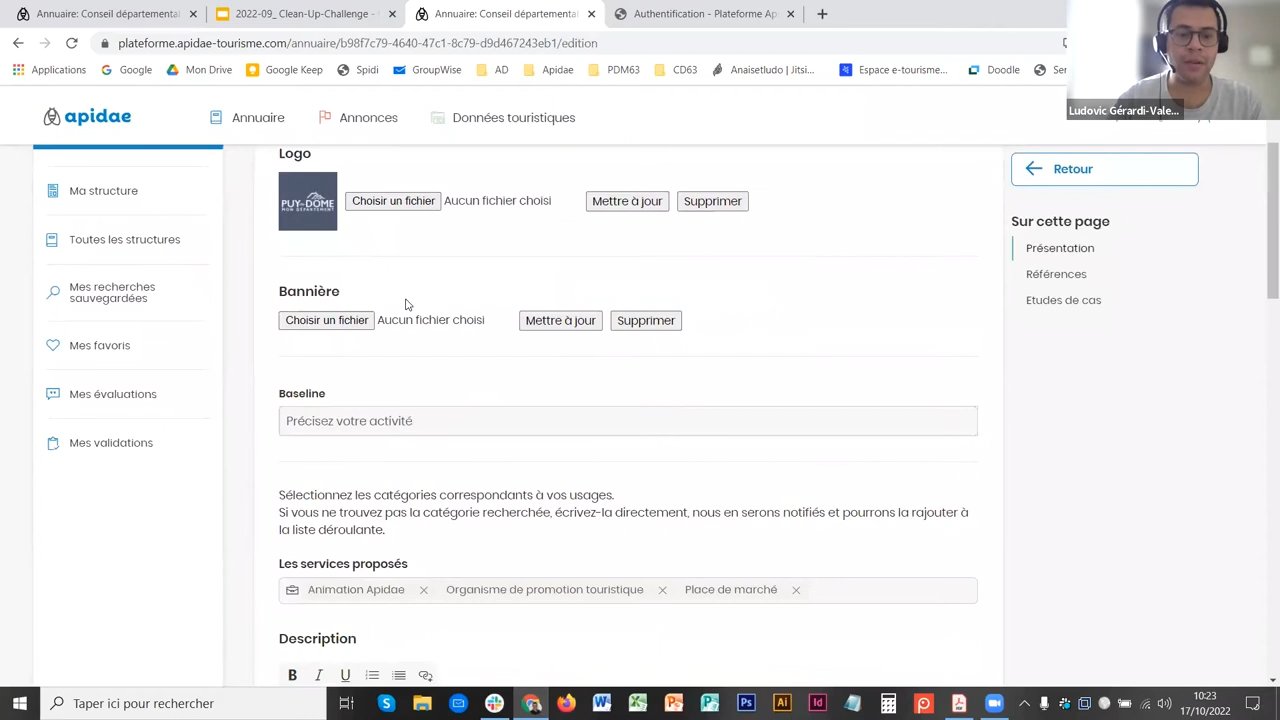 Annuaire: Conseil départemental
2022-09_ Clean-Up-Challenge -
Annuaire: Conseil départemental
Authentification - Plateforme Ap
plateforme.apidae-tourisme.com/annuaire/b98f7c79-4640-47c1-8c79-d9d467243eb1/edition
Applications
Google
Mon Drive
Google Keep
Spidi
GroupWise
AD
Apidae
PDM63
CD63
Anaisetludo | Jitsi...
Espace e-tourisme...
Doodle
Ser
Ludovic Gérardi-Vale...
apidae
Annuaire
Annonces
Données touristiques
Ma structure
Toutes les structures
Mes recherches
sauvegardées
Mes favoris
Mes évaluations
Mes validations
Logo
PUY-DE-DÔME
MON DÉPARTEMENT
Choisir un fichier Aucun fichier choisi
Mettre à jour
Supprimer
Bannière
Choisir un fichier Aucun fichier choisi
Mettre à jour
Supprimer
Baseline
Précisez votre activité
Sélectionnez les catégories correspondants à vos usages.
Si vous ne trouvez pas la catégorie recherchée, écrivez-la directement, nous en serons notifiés et pourrons la rajouter à
la liste déroulante.
Les services proposés
Animation Apidae
Organisme de promotion touristique
Place de marché
Description
B I U
Retour
Sur cette page
Présentation
Références
Etudes de cas
Taper ici pour rechercher
10:23
17/10/2022